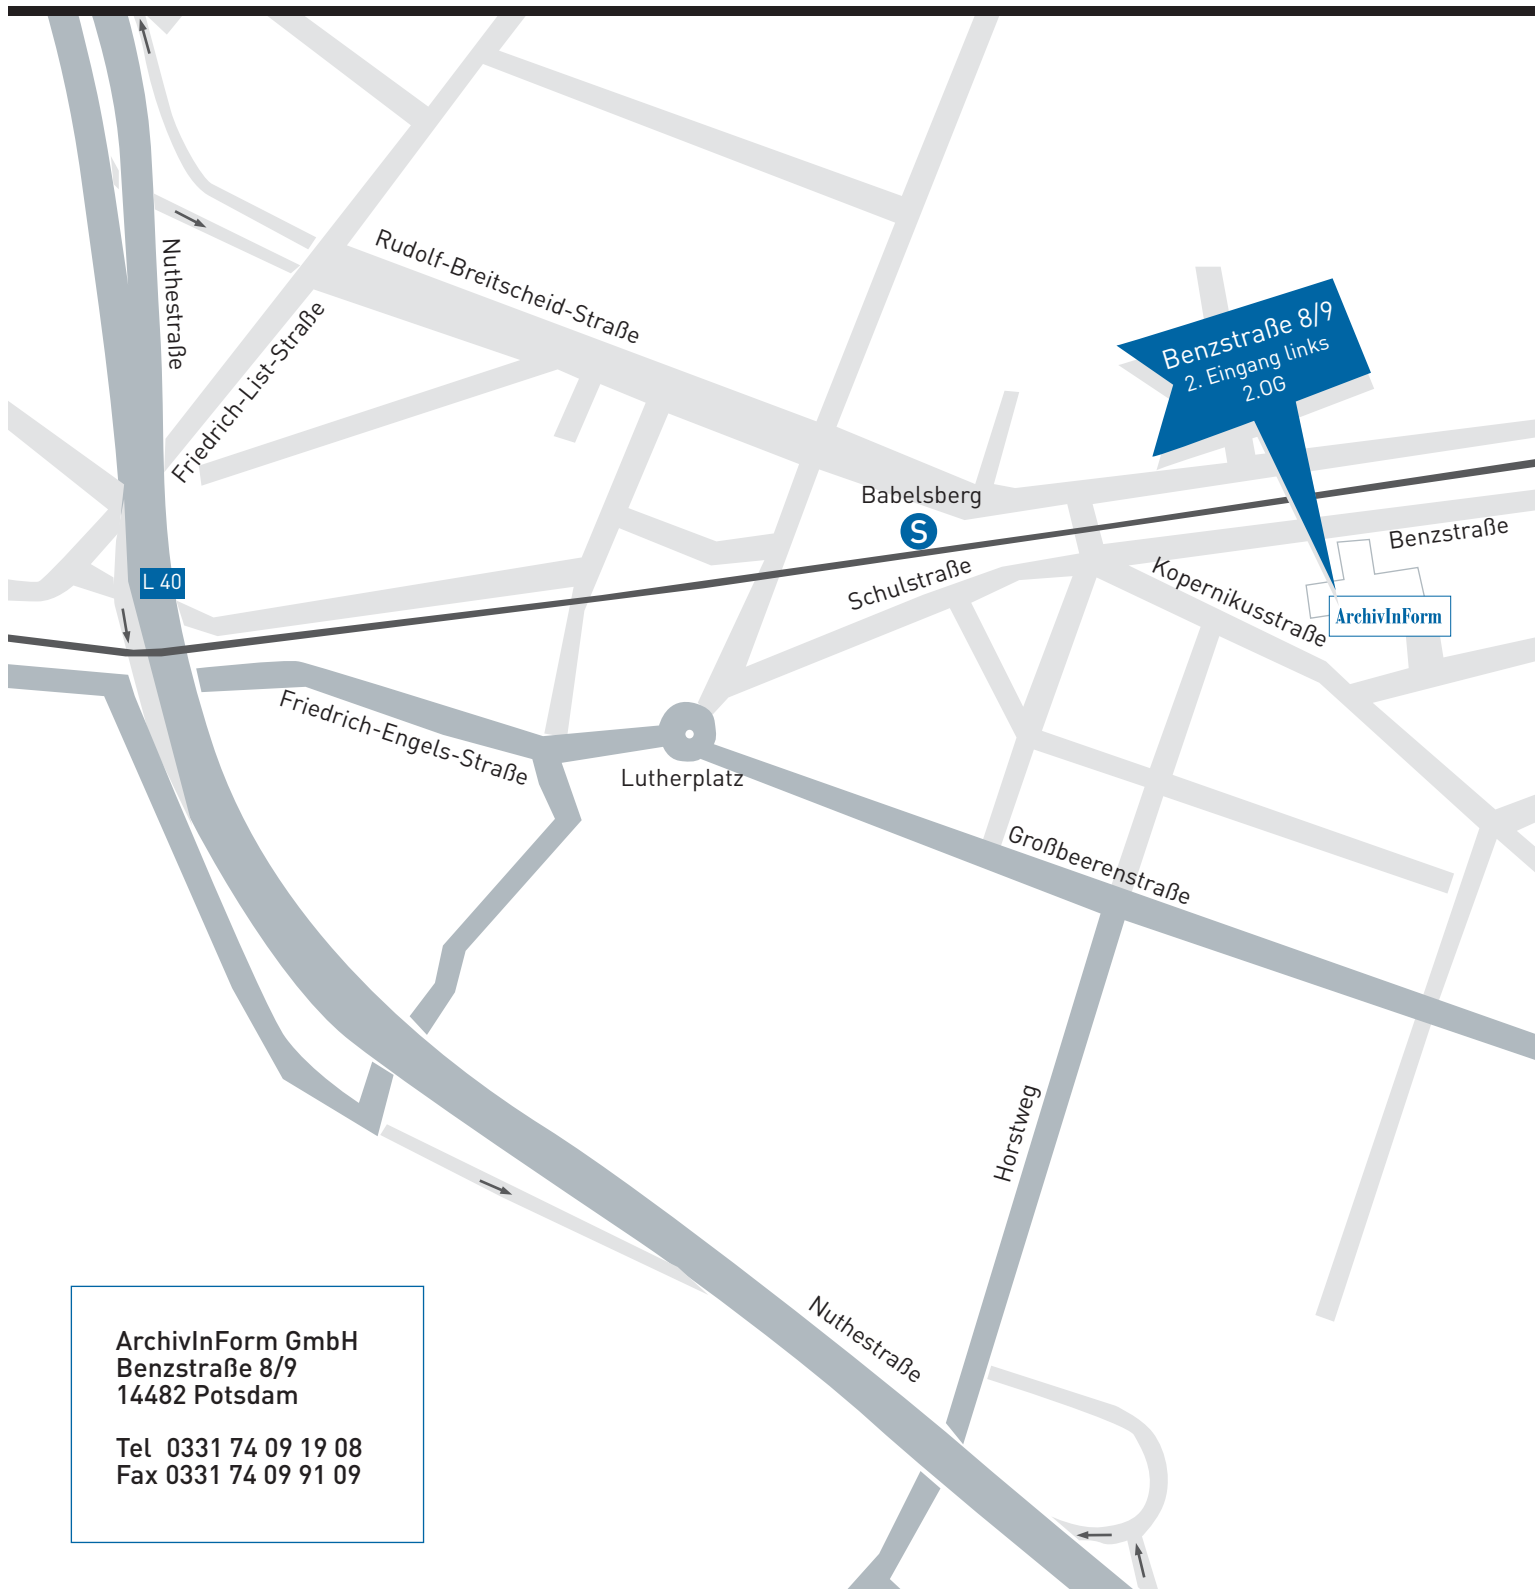 Nuthestraße
Rudolf-Breitscheid-Straße
Friedrich-List-Straße
Benzstraße 8/9
2. Eingang links
2.OG
Babelsberg
S
Benzstraße
L 40
Schulstraße
Kopernikusstraße
ArchivInForm
Friedrich-Engels-Straße
Lutherplatz
Großbeerenstraße
Horstweg
Nuthestraße
ArchivInForm GmbH
Benzstraße 8/9
14482 Potsdam
Tel 0331 74 09 19 08
Fax 0331 74 09 91 09